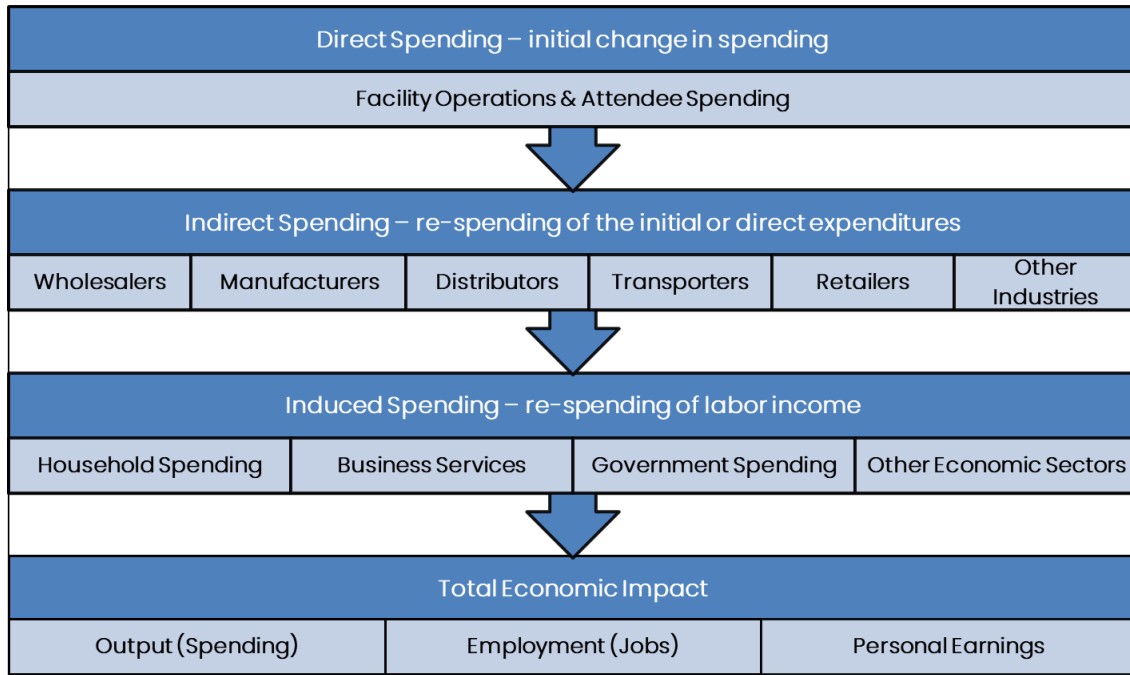 Direct Spending – initial change in spending
Facility Operations & Attendee Spending
Indirect Spending – re-spending of the initial or direct expenditures
Wholesalers
Manufacturers
Distributors
Transporters
Retailers
Other
Industries
Induced Spending – re-spending of labor income
Household Spending
Business Services
Government Spending
Other Economic Sectors
Total Economic Impact
Output (Spending)
Employment (Jobs)
Personal Earnings